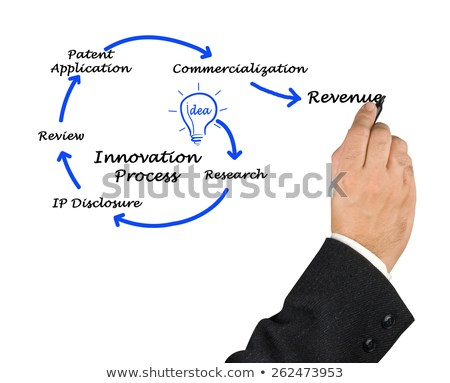 Patent
Application
Commercialization
Revenue
idea
Review
Innovation
Process
Research
IP Disclosure
shutterstock®
www.shutterstock.com · 262473953